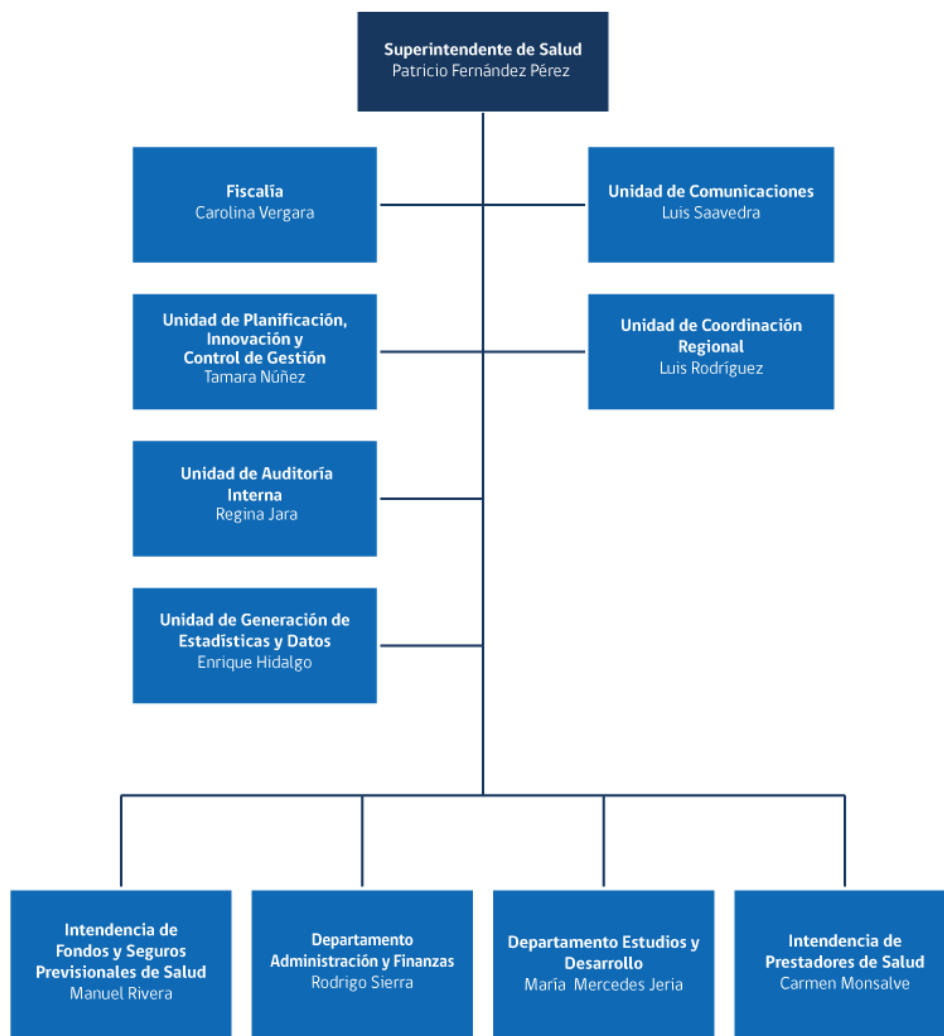 Superintendente de Salud
Patricio Fernández Pérez
Fiscalía
Carolina Vergara
Unidad de Comunicaciones
Luis Saavedra
Unidad de Planificación,
Innovación y
Control de Gestión
Tamara Núñez
Unidad de Coordinación
Regional
Luis Rodríguez
Unidad de Auditoría
Interna
Regina Jara
Unidad de Generación de
Estadísticas y Datos
Enrique Hidalgo
Intendencia de
Fondos y Seguros
Previsionales de Salud
Manuel Rivera
Departamento
Administración y Finanzas
Rodrigo Sierra
Departamento Estudios y
Desarrollo
María Mercedes Jeria
Intendencia de
Prestadores de Salud
Carmen Monsalve